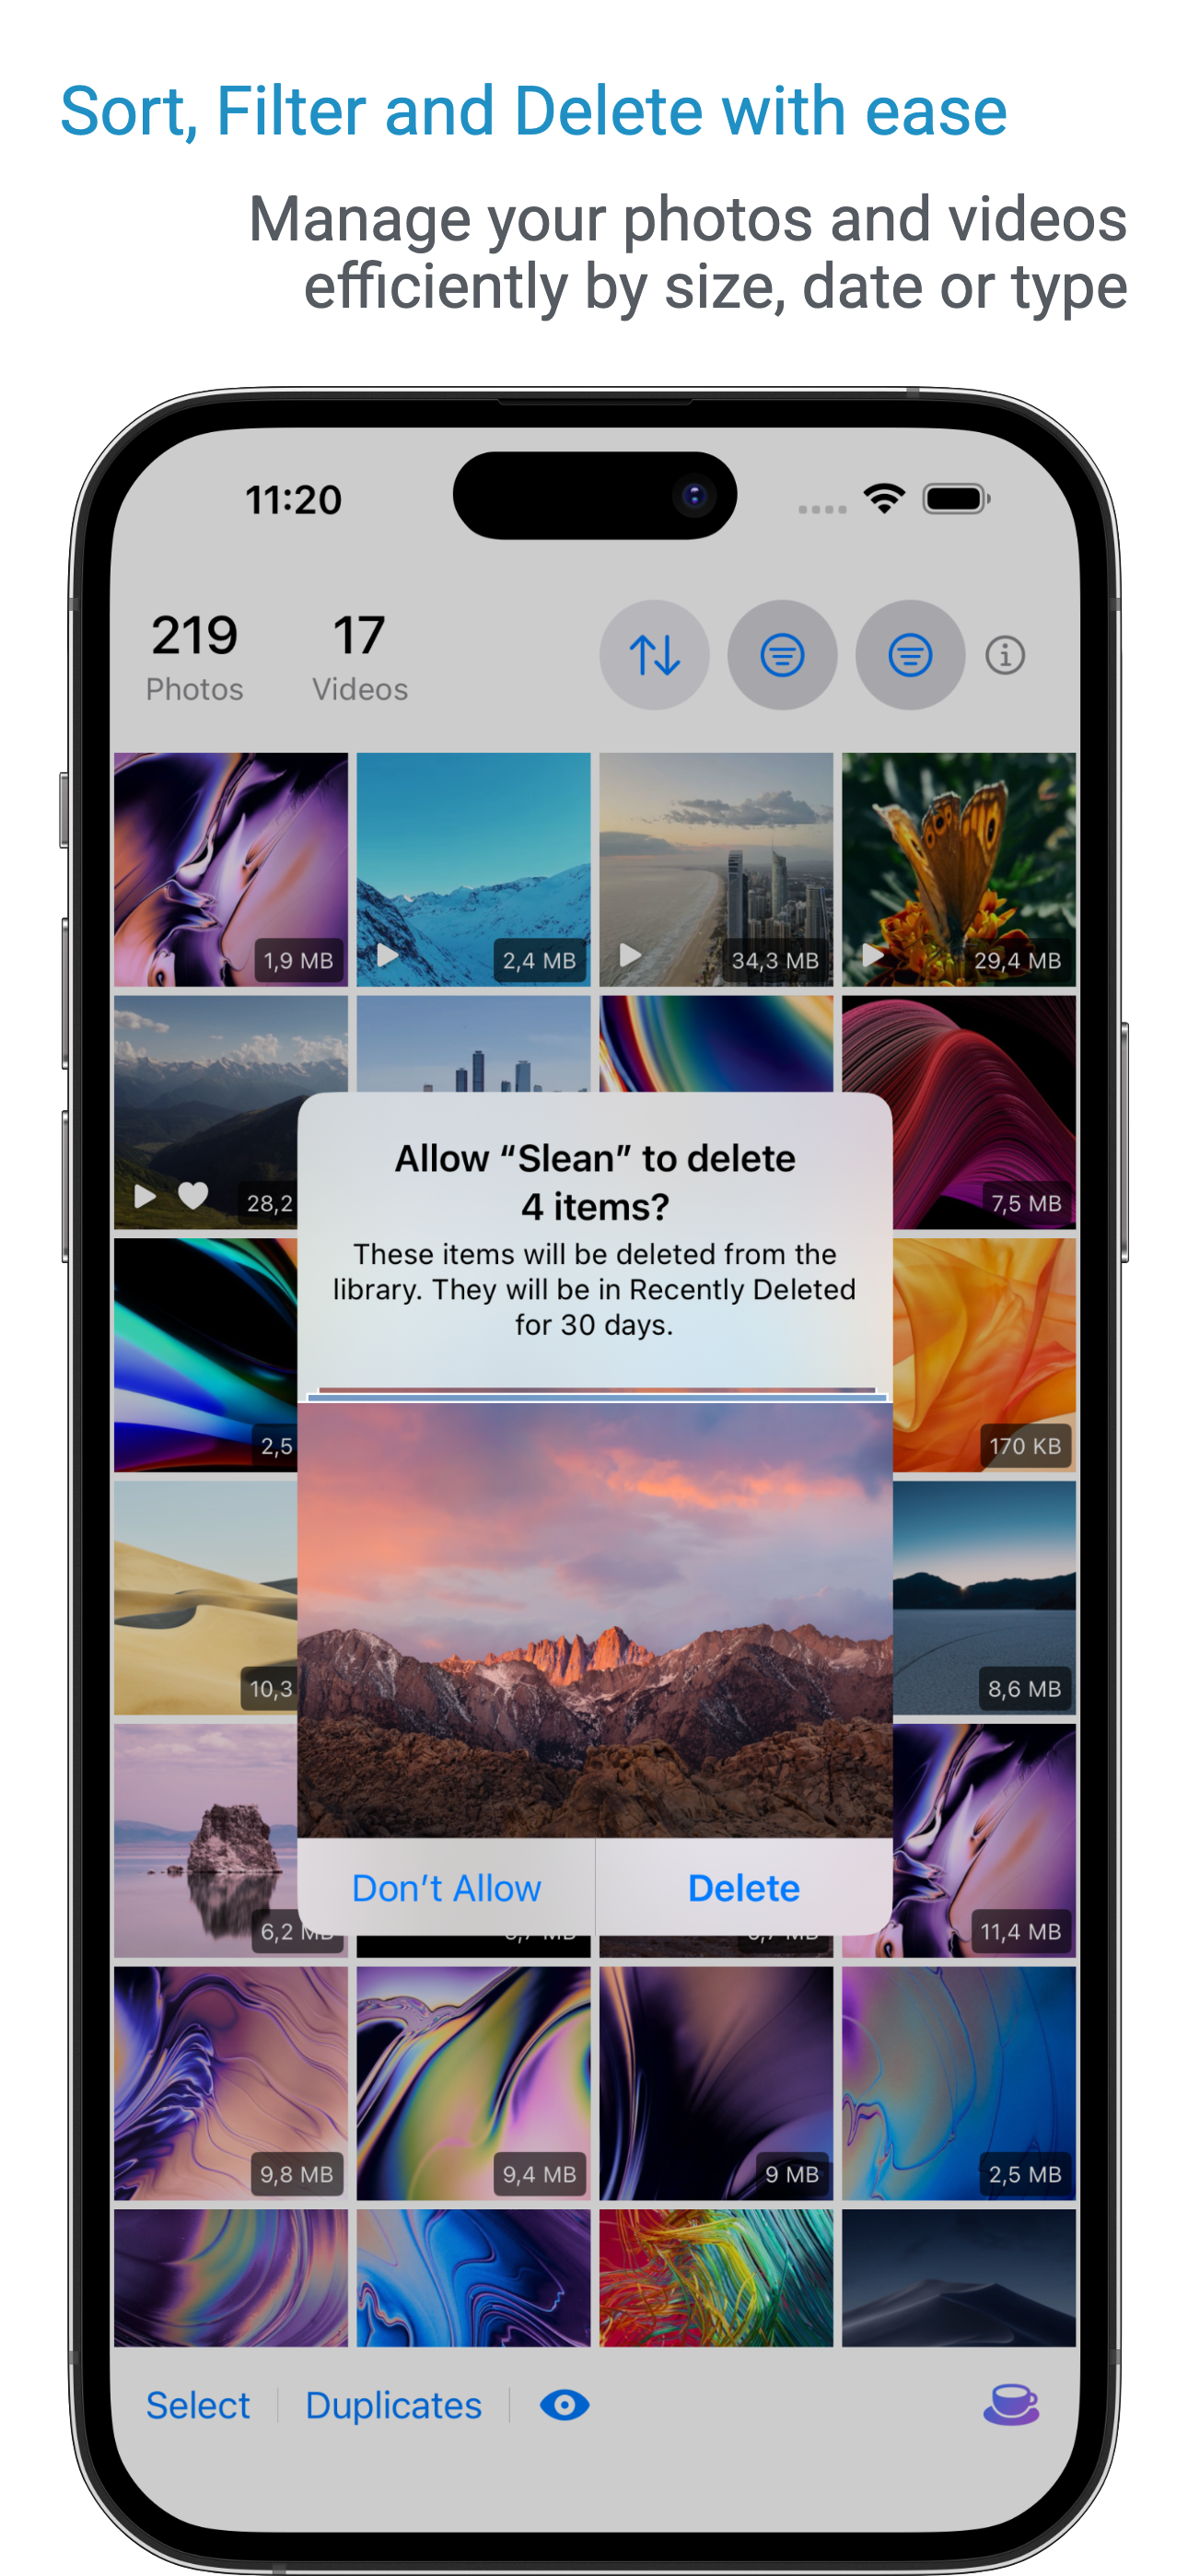 Sort, Filter and Delete with ease
Manage your photos and videos
efficiently by size, date or type
11:20
219 17
Photos Videos
1,9 MB 2,4 MB 34,3 MB 29,4 MB
28,2 7,5 MB
Allow “Slean” to delete
4 items?
These items will be deleted from the
library. They will be in Recently Deleted
for 30 days.
2,5 170 KB
10,3 8,6 MB
Don’t Allow Delete
6,2 MB 11,4 MB
9,8 MB 9,4 MB 9 MB 2,5 MB
Select Duplicates